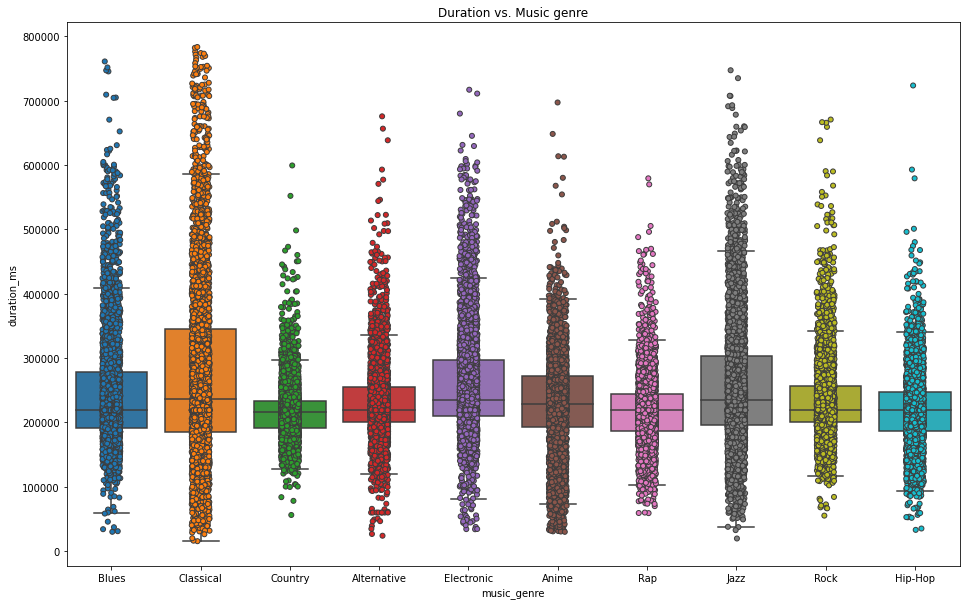 Duration vs. Music genre
duration_ms
800000
700000
600000
500000
400000
300000
200000
100000
0
Blues Classical Country Alternative Electronic Anime Rap Jazz Rock Hip-Hop
music_genre